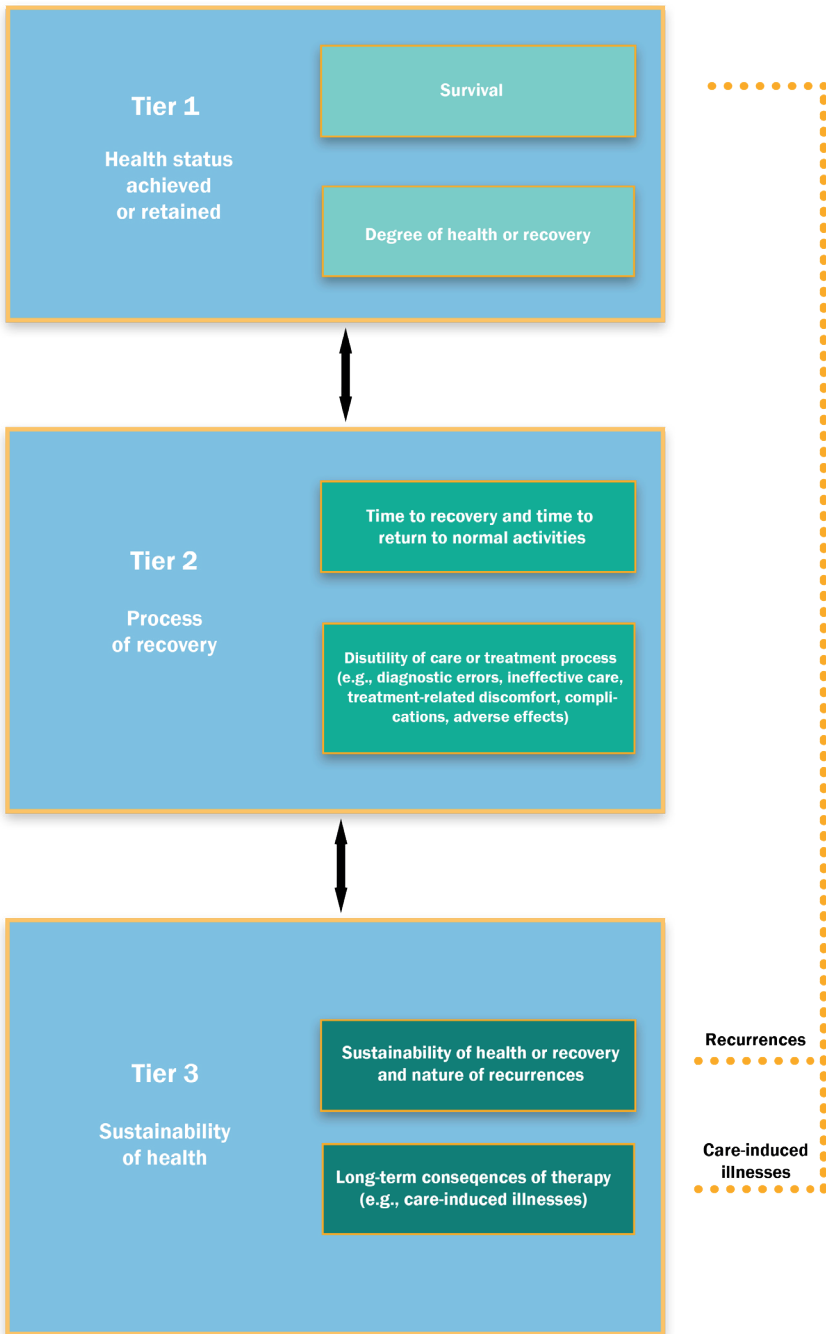 Tier 1
Health status
achieved
or retained
Survival
Degree of health or recovery
Tier 2
Process
of recovery
Time to recovery and time to
return to normal activities
Disutility of care or treatment process
(e.g., diagnostic errors, ineffective care,
treatment-related discomfort, compli-
cations, adverse effects)
Tier 3
Sustainability
of health
Sustainability of health or recovery
and nature of recurrences
Recurrences
Long-term conseqences of therapy
(e.g., care-induced illnesses)
Care-induced
illnesses